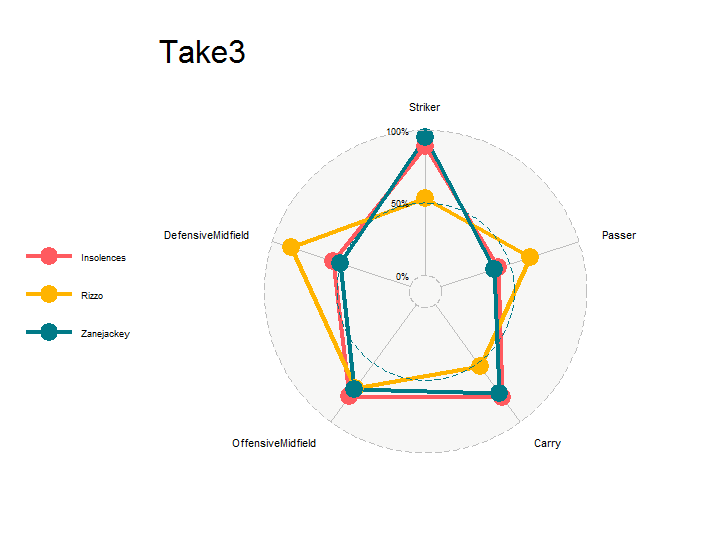 Take3
Striker
100%
50%
0%
Passer
DefensiveMidfield
OffensiveMidfield
Carry
Insolences
Rizzo
Zanejackey